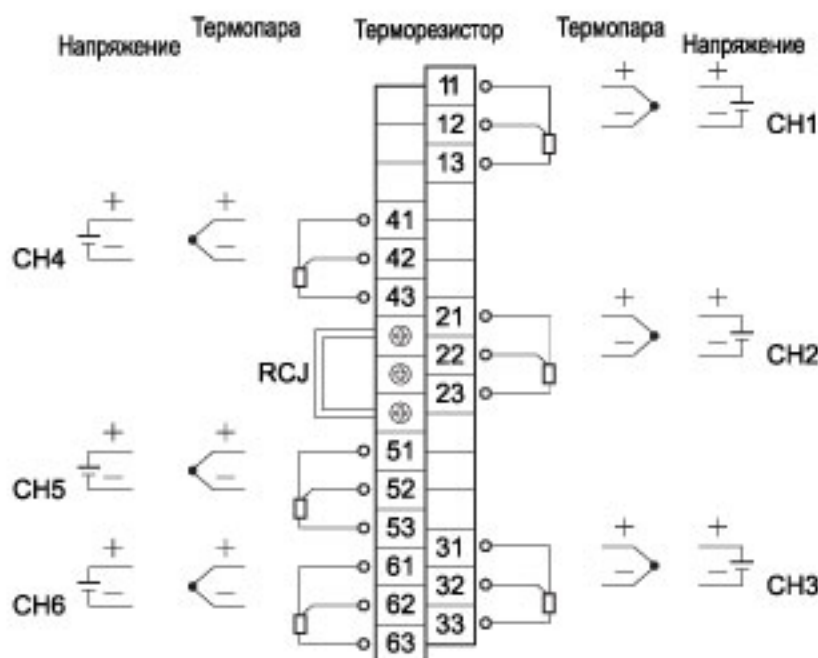 Напряжение Термопара Терморезистор Термопара Напряжение
11 + + CH1
12 − −
13
41 + + CH4
42 − −
43
21 + + CH2
22 − −
23
RCJ
51 + + CH5
52 − −
53
31 + + CH3
32 − −
33
61 + + CH6
62 − −
63